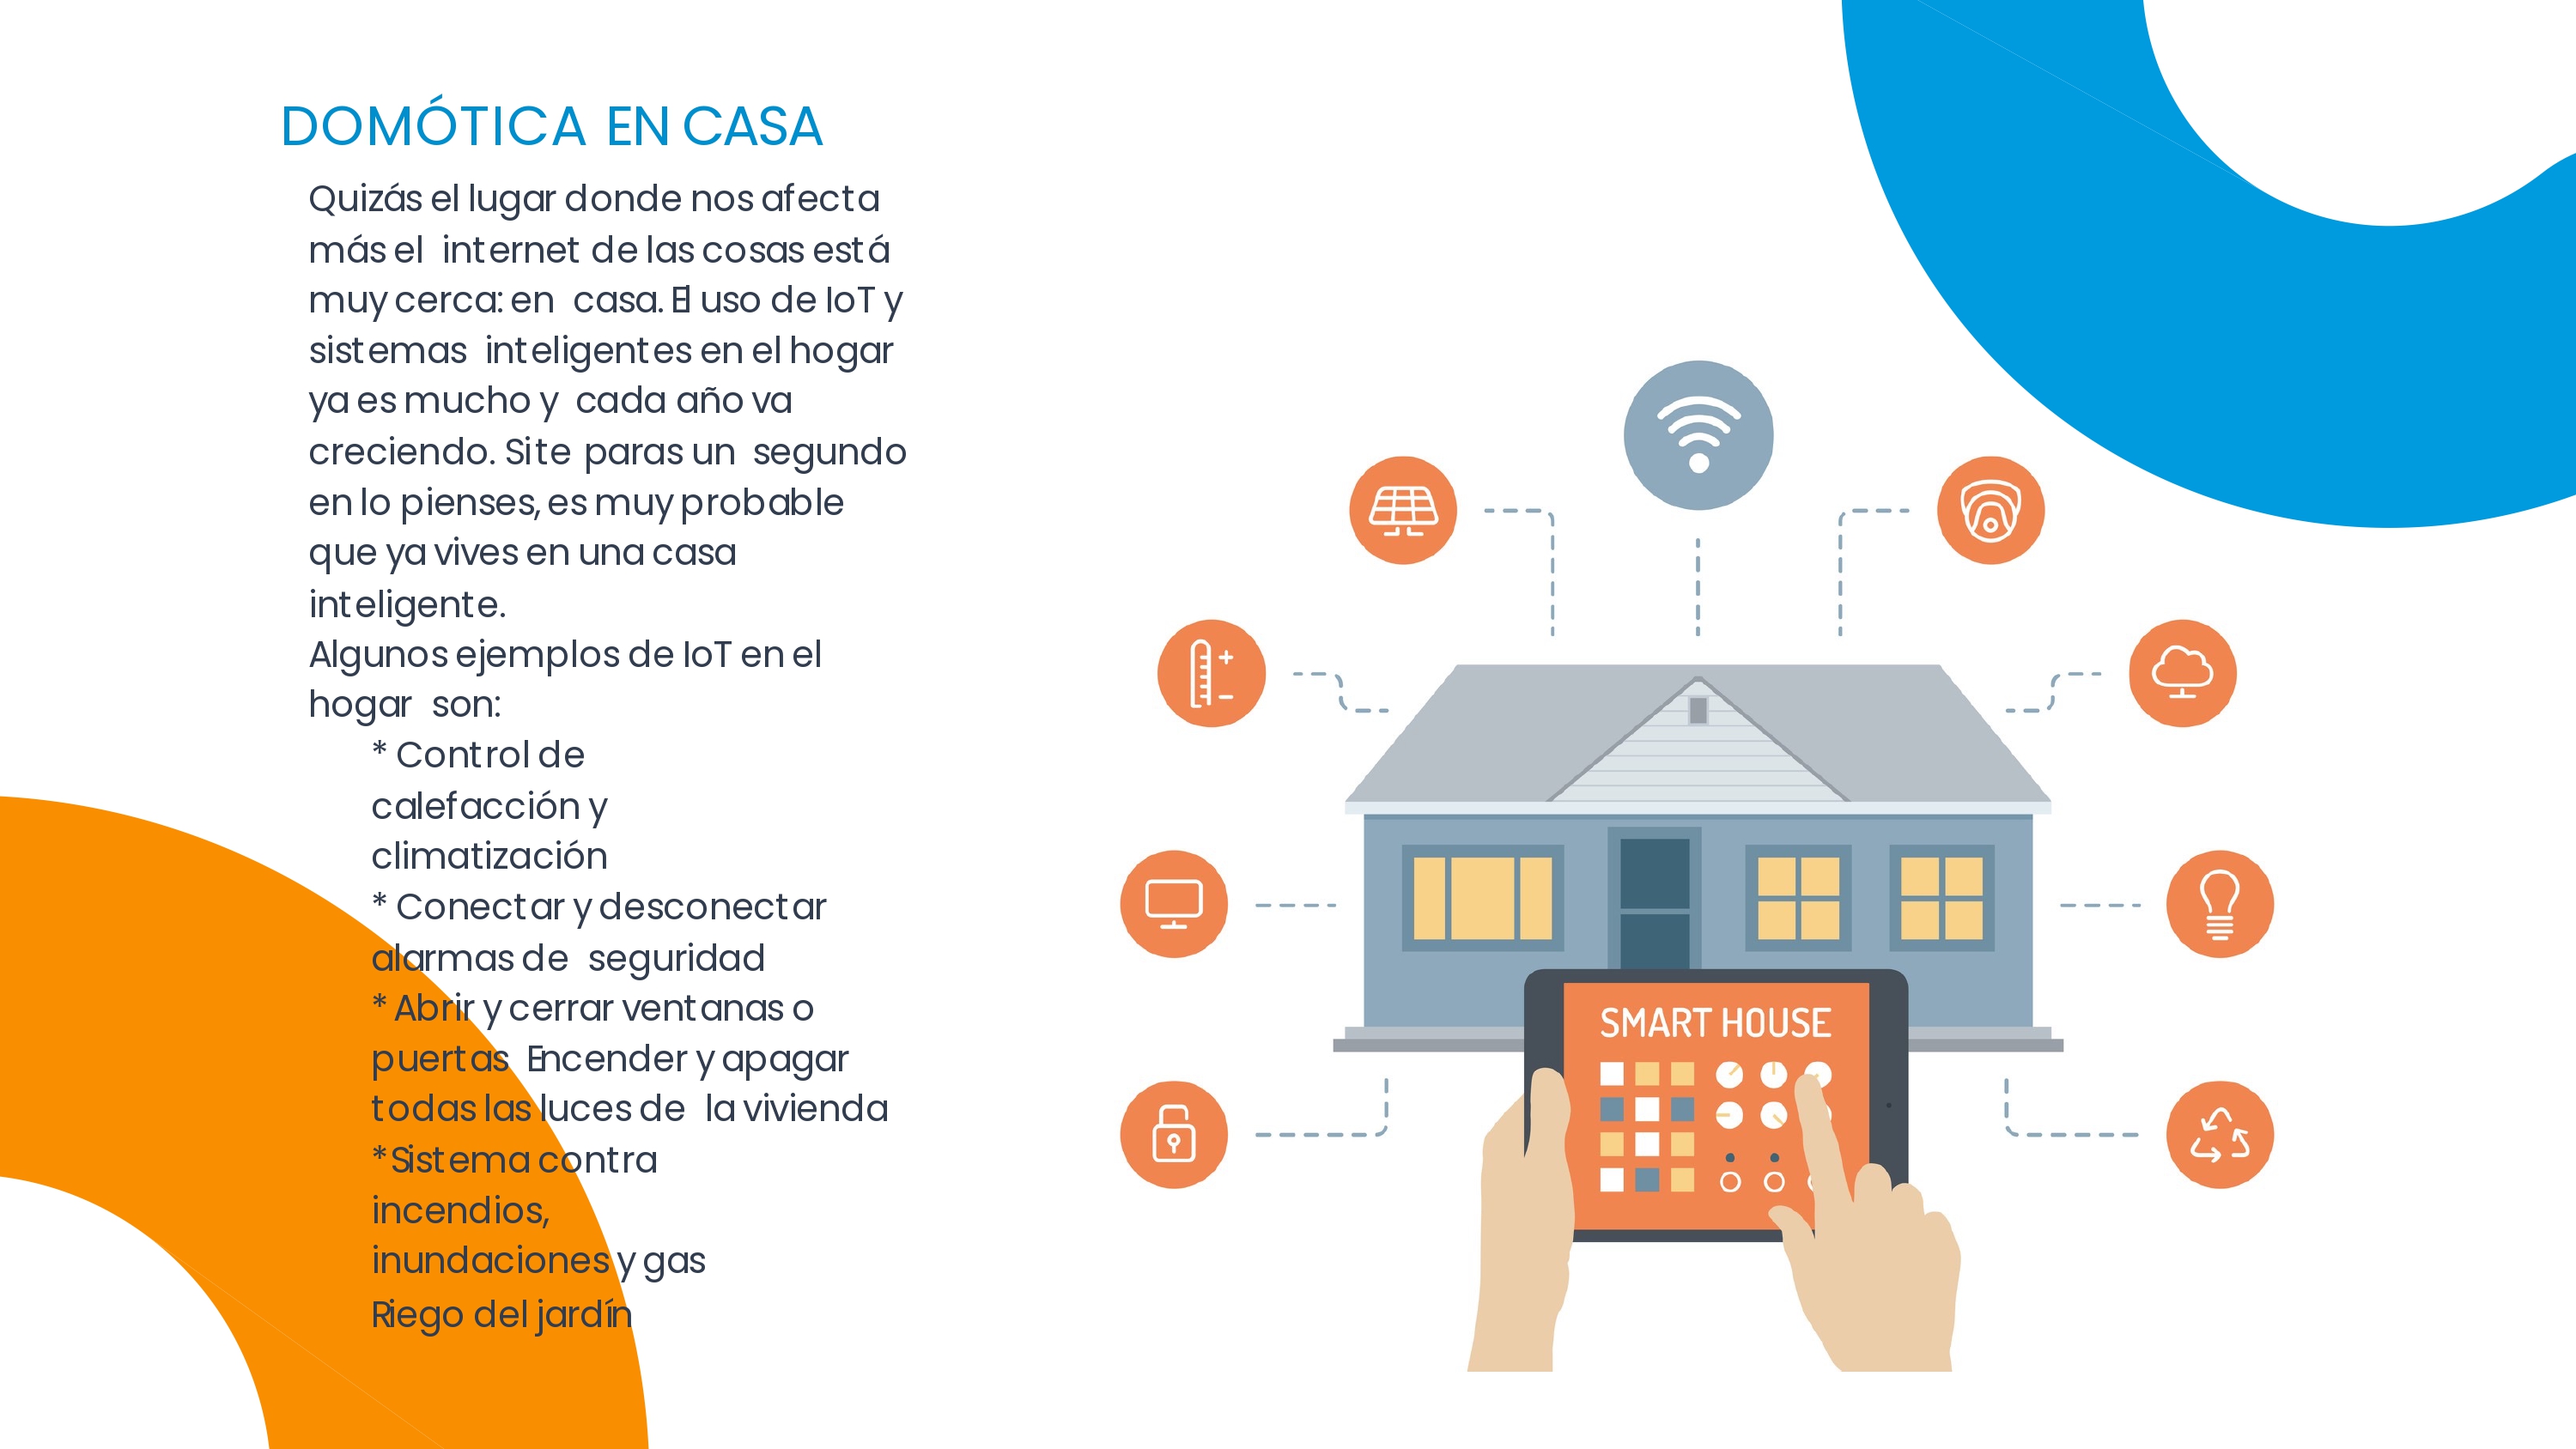 DOMÓTICA EN CASA
Quizás el lugar donde nos afecta
más el internet de las cosas está
muy cerca: en casa. El uso de IoT y
sistemas inteligentes en el hogar
ya es mucho y cada año va
creciendo. Si te paras un segundo
en lo pienses, es muy probable
que ya vives en una casa
inteligente.
Algunos ejemplos de IoT en el
hogar son:
* Control de
calefacción y
climatización
* Conectar y desconectar
alarmas de seguridad
* Abrir y cerrar ventanas o
puertas Encender y apagar
todas las luces de la vivienda
*Sistema contra
incendios,
inundaciones y gas
Riego del jardín
SMART HOUSE